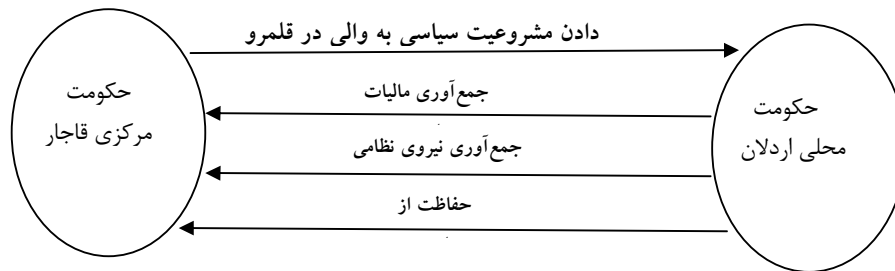 دادن مشروعیت سیاسی به والی در قلمرو
حکومت
مرکزی قاجار
جمع‌آوری مالیات
جمع‌آوری نیروی نظامی
حفاظت از
حکومت
محلی اردلان